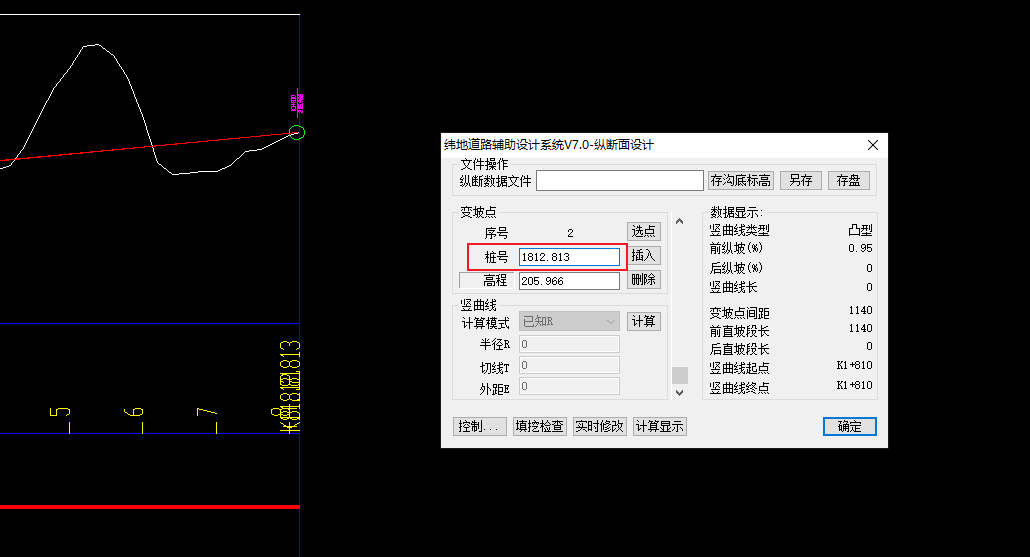 纬地道路辅助设计系统V7.0-纵断面设计
文件操作
纵断数据文件 存沟底标高 另存 存盘
变坡点
序号 2 选点
桩号 1812.813 插入
高程 205.966 删除
竖曲线
计算模式 已知R 计算
半径R 0
切线T 0
外距E 0
数据显示:
竖曲线类型 凸型
前纵坡(%) 0.95
后纵坡(%) 0
竖曲线长 0
变坡点间距 1140
前直坡段长 1140
后直坡段长 0
竖曲线起点 K1+810
竖曲线终点 K1+810
控制... 填挖检查 实时修改 计算显示 确定
5 6 7 8